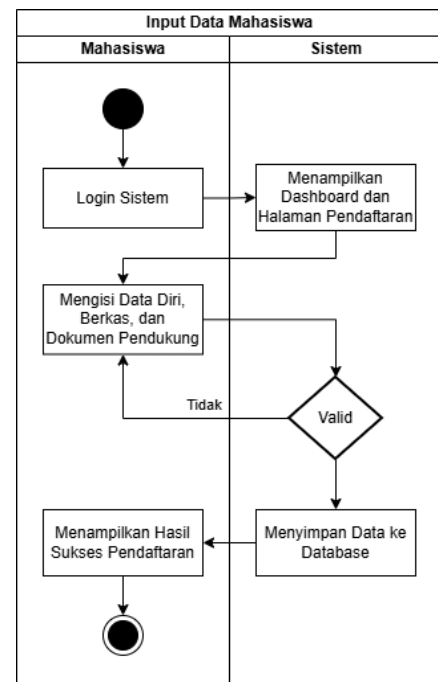 Input Data Mahasiswa
Mahasiswa
Sistem
Login Sistem
Menampilkan
Dashboard dan
Halaman Pendaftaran
Mengisi Data Diri,
Berkas, dan
Dokumen Pendukung
Tidak
Valid
Menyimpan Data ke
Database
Menampilkan Hasil
Sukses Pendaftaran